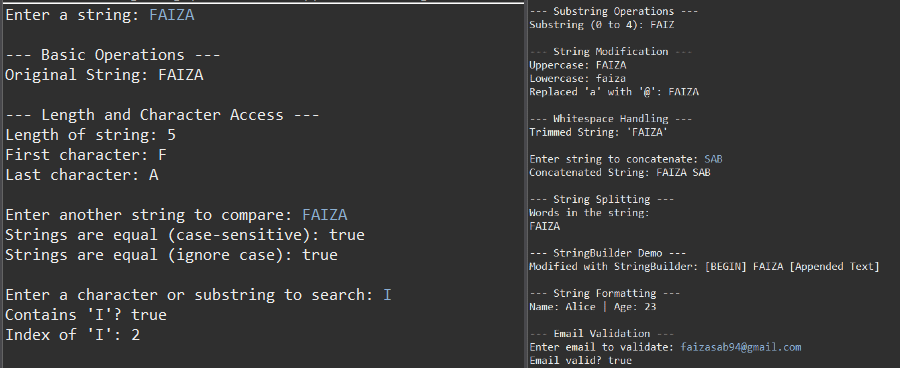 Enter a string: FAIZA
--- Basic Operations ---
Original String: FAIZA
--- Length and Character Access ---
Length of string: 5
First character: F
Last character: A
Enter another string to compare: FAIZA
Strings are equal (case-sensitive): true
Strings are equal (ignore case): true
Enter a character or substring to search: I
Contains 'I'? true
Index of 'I': 2
--- Substring Operations ---
Substring (0 to 4): FAIZ
--- String Modification ---
Uppercase: FAIZA
Lowercase: faiza
Replaced 'a' with '@': FAIZA
--- Whitespace Handling ---
Trimmed String: 'FAIZA'
Enter string to concatenate: SAB
Concatenated String: FAIZA SAB
--- String Splitting ---
Words in the string:
FAIZA
--- StringBuilder Demo ---
Modified with StringBuilder: [BEGIN] FAIZA [Appended Text]
--- String Formatting ---
Name: Alice | Age: 23
--- Email Validation ---
Enter email to validate: faizasab94@gmail.com
Email valid? true